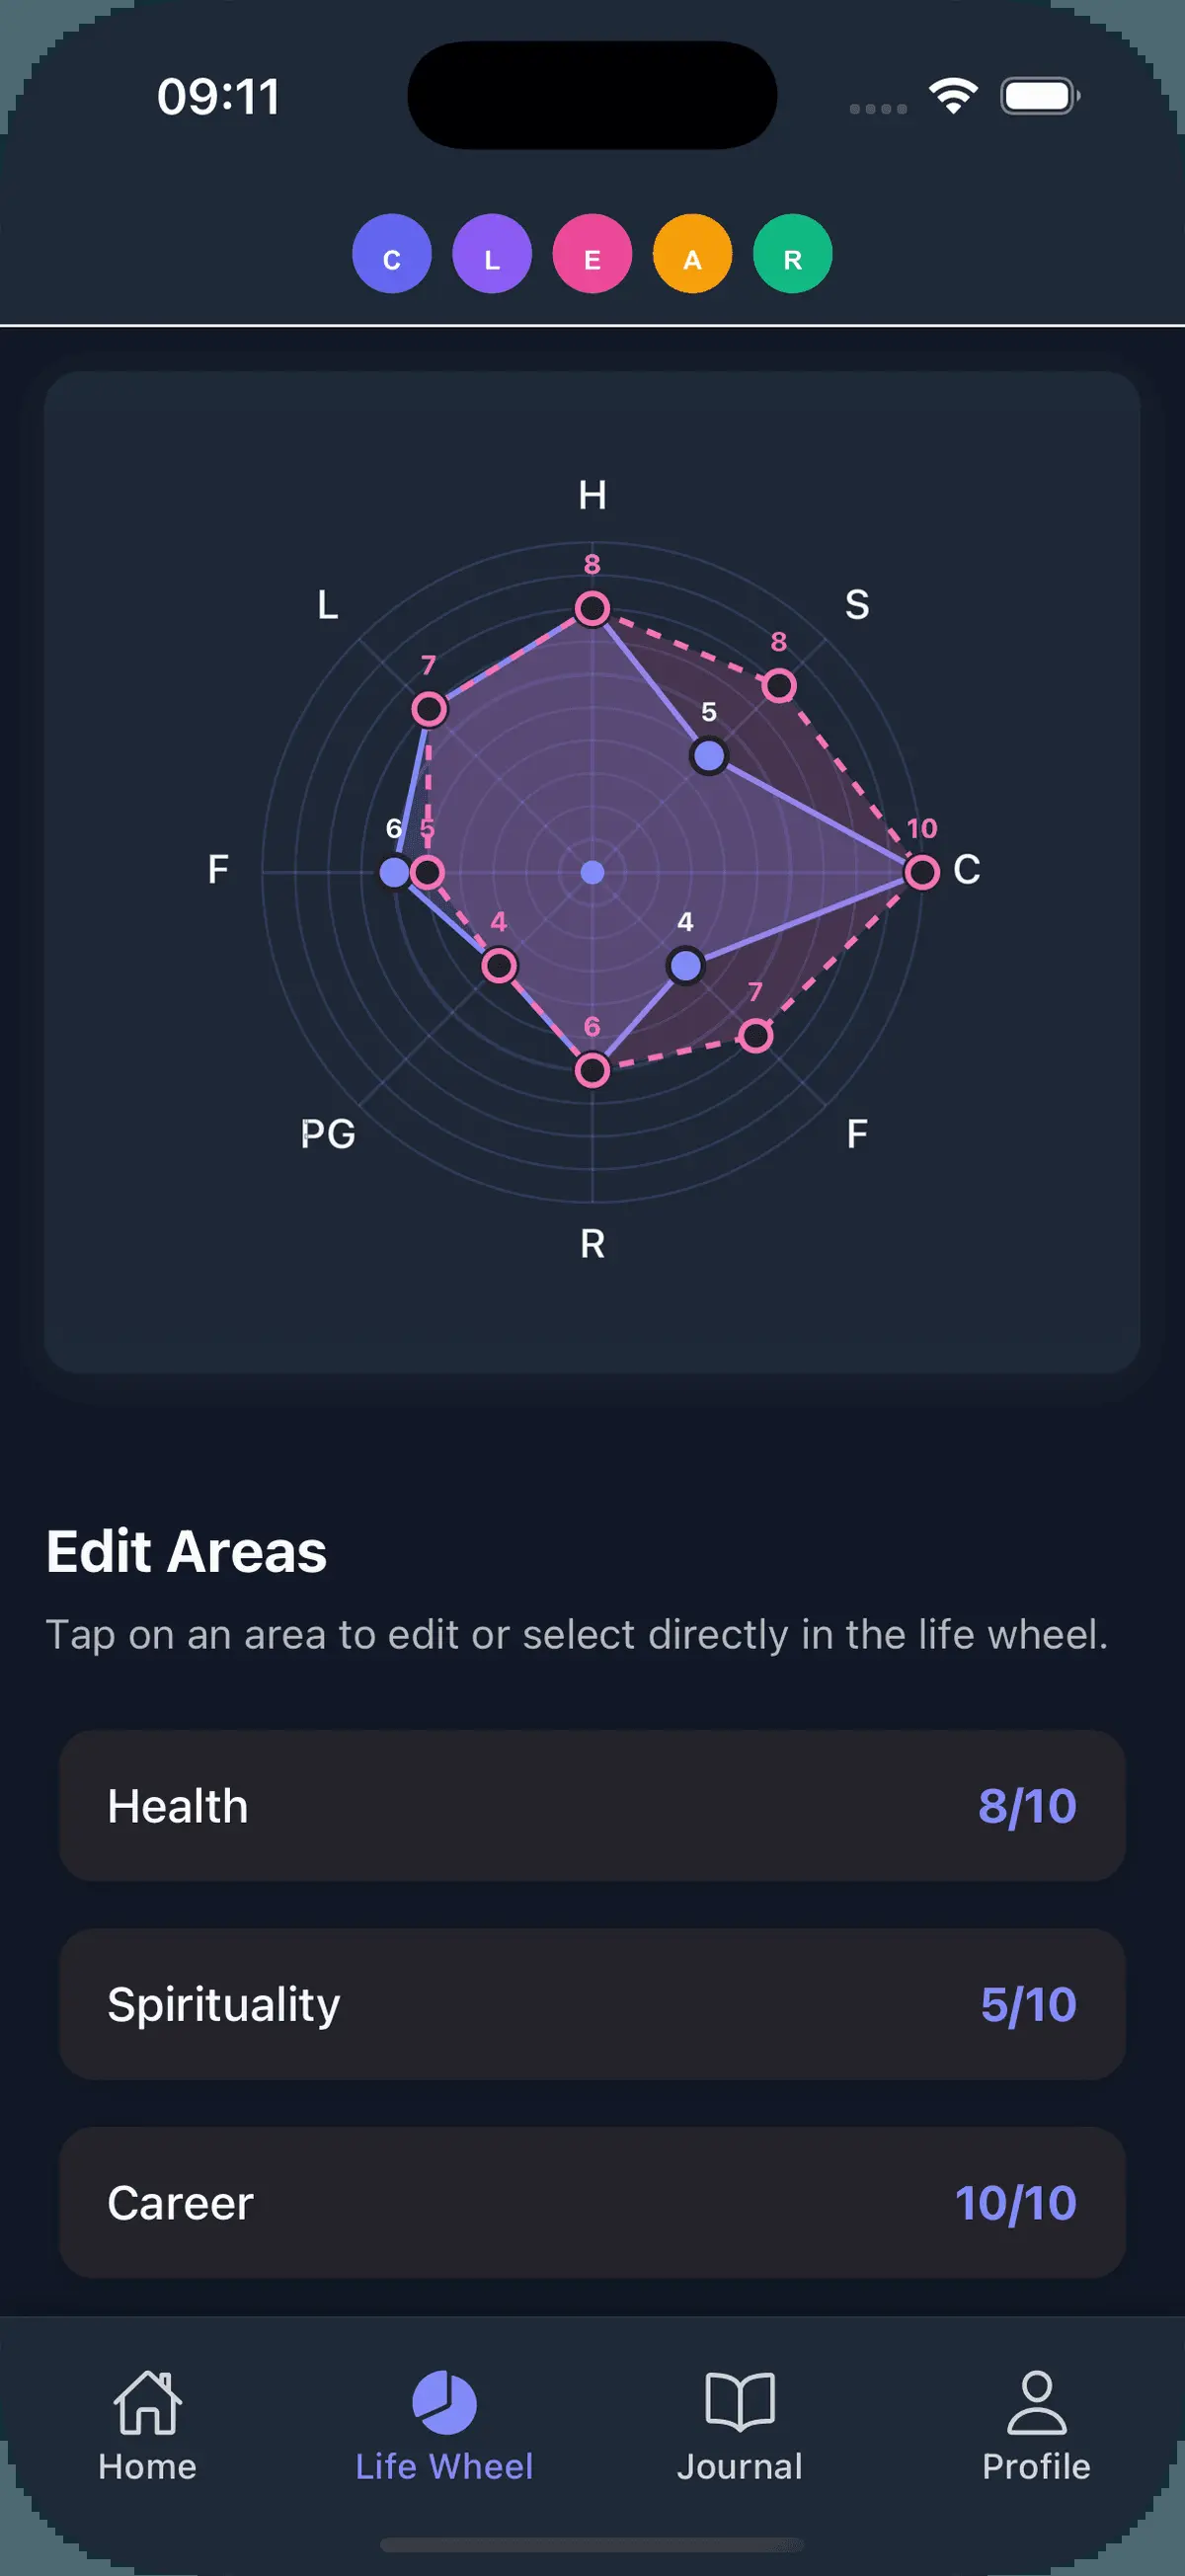 09:11
C L E A R
H
8
L
S
8
7
5
6 5
10
F
C
4
4
7
6
PG
F
R
Edit Areas
Tap on an area to edit or select directly in the life wheel.
Health 8/10
Spirituality 5/10
Career 10/10
Home Life Wheel Journal Profile